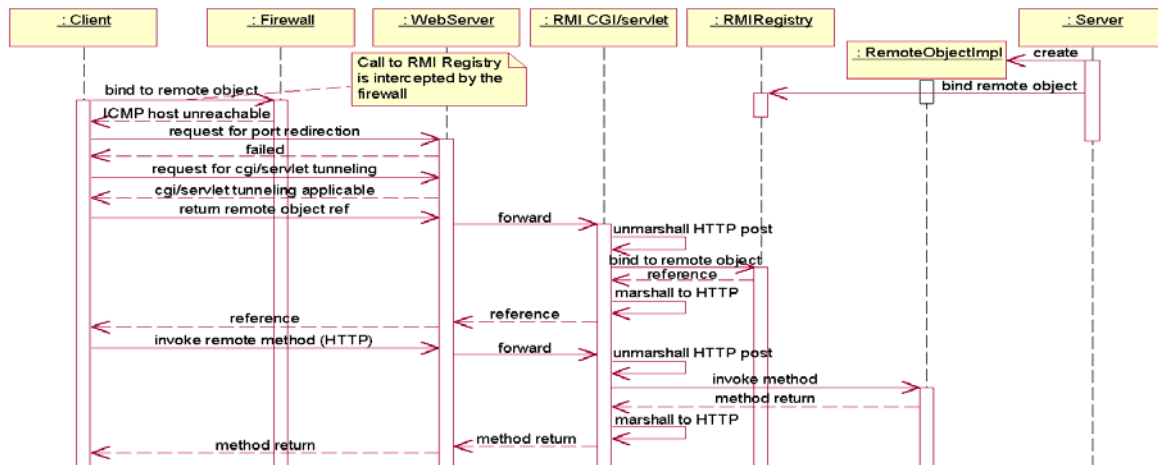 : Client
: Firewall
: WebServer
: RMI CGI/servlet
: RMIRegistry
: Server
: RemoteObjectImpl
create
Call to RMI Registry
is intercepted by the
firewall
bind to remote object
bind remote object
ICMP host unreachable
request for port redirection
failed
request for cgi/servlet tunneling
cgi/servlet tunneling applicable
return remote object ref
forward
unmarshall HTTP post
bind to remote object
reference
marshall to HTTP
reference
reference
invoke remote method (HTTP)
forward
unmarshall HTTP post
invoke method
method return
marshall to HTTP
method return
method return